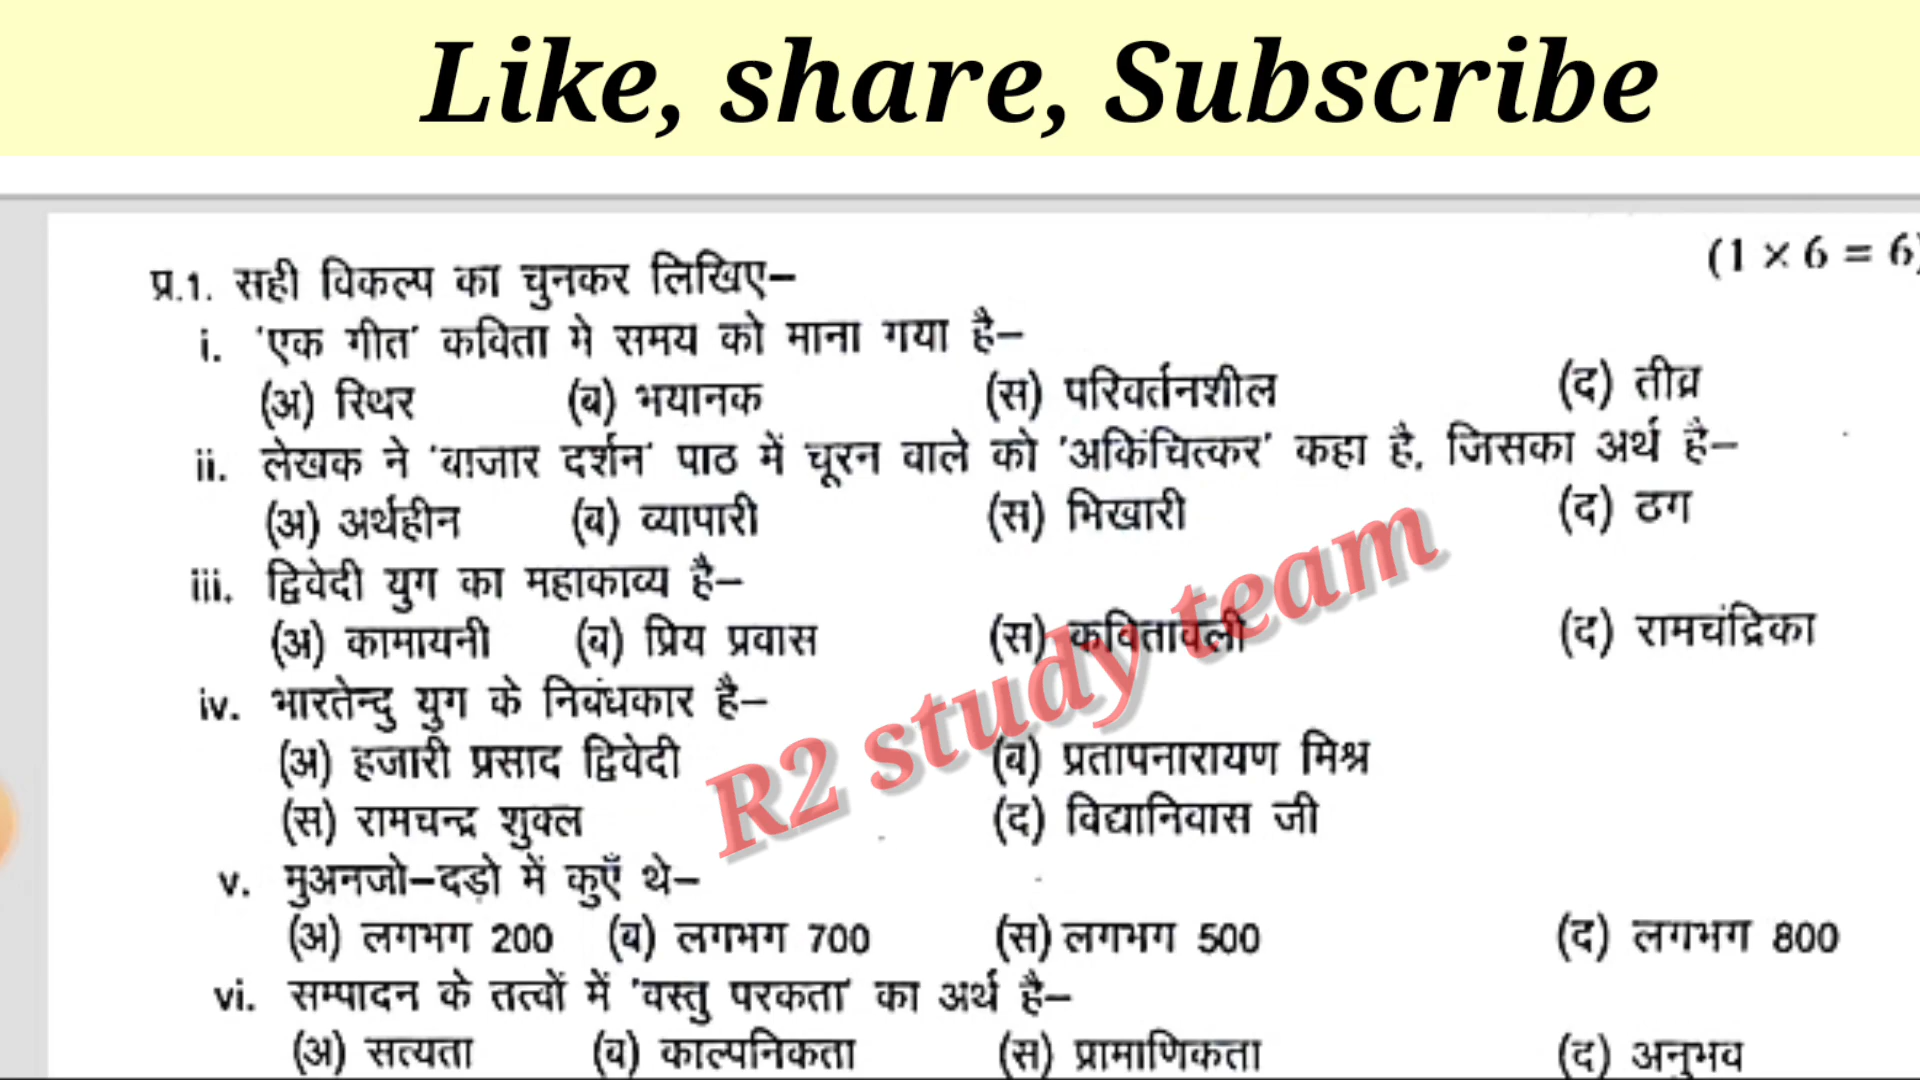 Like, share, Subscribe
(1 × 6 = 6)
प्र.1. सही विकल्प का चुनकर लिखिए–
i. 'एक गीत' कविता मे समय को माना गया है–
(अ) स्थिर (ब) भयानक (स) परिवर्तनशील (द) तीव्र
ii. लेखक ने 'बाजार दर्शन' पाठ में चूरन वाले को 'अकिंचित्कर' कहा है, जिसका अर्थ है–
(अ) अर्थहीन (ब) व्यापारी (स) भिखारी (द) ठग
iii. द्विवेदी युग का महाकाव्य है–
(अ) कामायनी (ब) प्रिय प्रवास (स) कवितावली (द) रामचंद्रिका
iv. भारतेन्दु युग के निबंधकार है–
(अ) हजारी प्रसाद द्विवेदी (ब) प्रतापनारायण मिश्र
(स) रामचन्द्र शुक्ल (द) विद्यानिवास जी
v. मुअनजो–दड़ो में कुएँ थे–
(अ) लगभग 200 (ब) लगभग 700 (स) लगभग 500 (द) लगभग 800
vi. सम्पादन के तत्वों में 'वस्तु परकता' का अर्थ है–
(अ) सत्यता (ब) काल्पनिकता (स) प्रामाणिकता (द) अनुभव
R2 study team